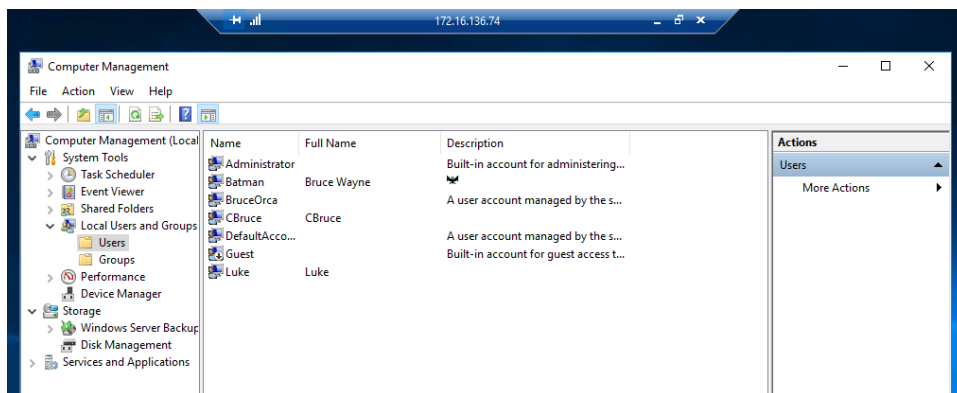 172.16.136.74
Computer Management
File Action View Help
Computer Management (Local
System Tools
Task Scheduler
Event Viewer
Shared Folders
Local Users and Groups
Users
Groups
Performance
Device Manager
Storage
Windows Server Backup
Disk Management
Services and Applications
Name Full Name Description
Administrator Built-in account for administering...
Batman Bruce Wayne
BruceOrca A user account managed by the s...
CBruce CBruce
DefaultAcco... A user account managed by the s...
Guest Built-in account for guest access t...
Luke Luke
Actions
Users
More Actions